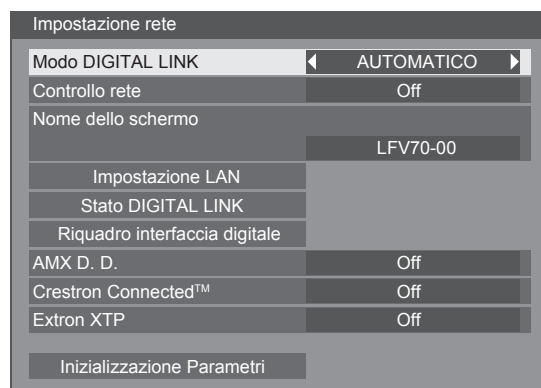 Impostazione rete
Modo DIGITAL LINK AUTOMATICO
Controllo rete Off
Nome dello schermo
LFV70-00
Impostazione LAN
Stato DIGITAL LINK
Riquadro interfaccia digitale
AMX D. D. Off
Crestron Connected™ Off
Extron XTP Off
Inizializzazione Parametri